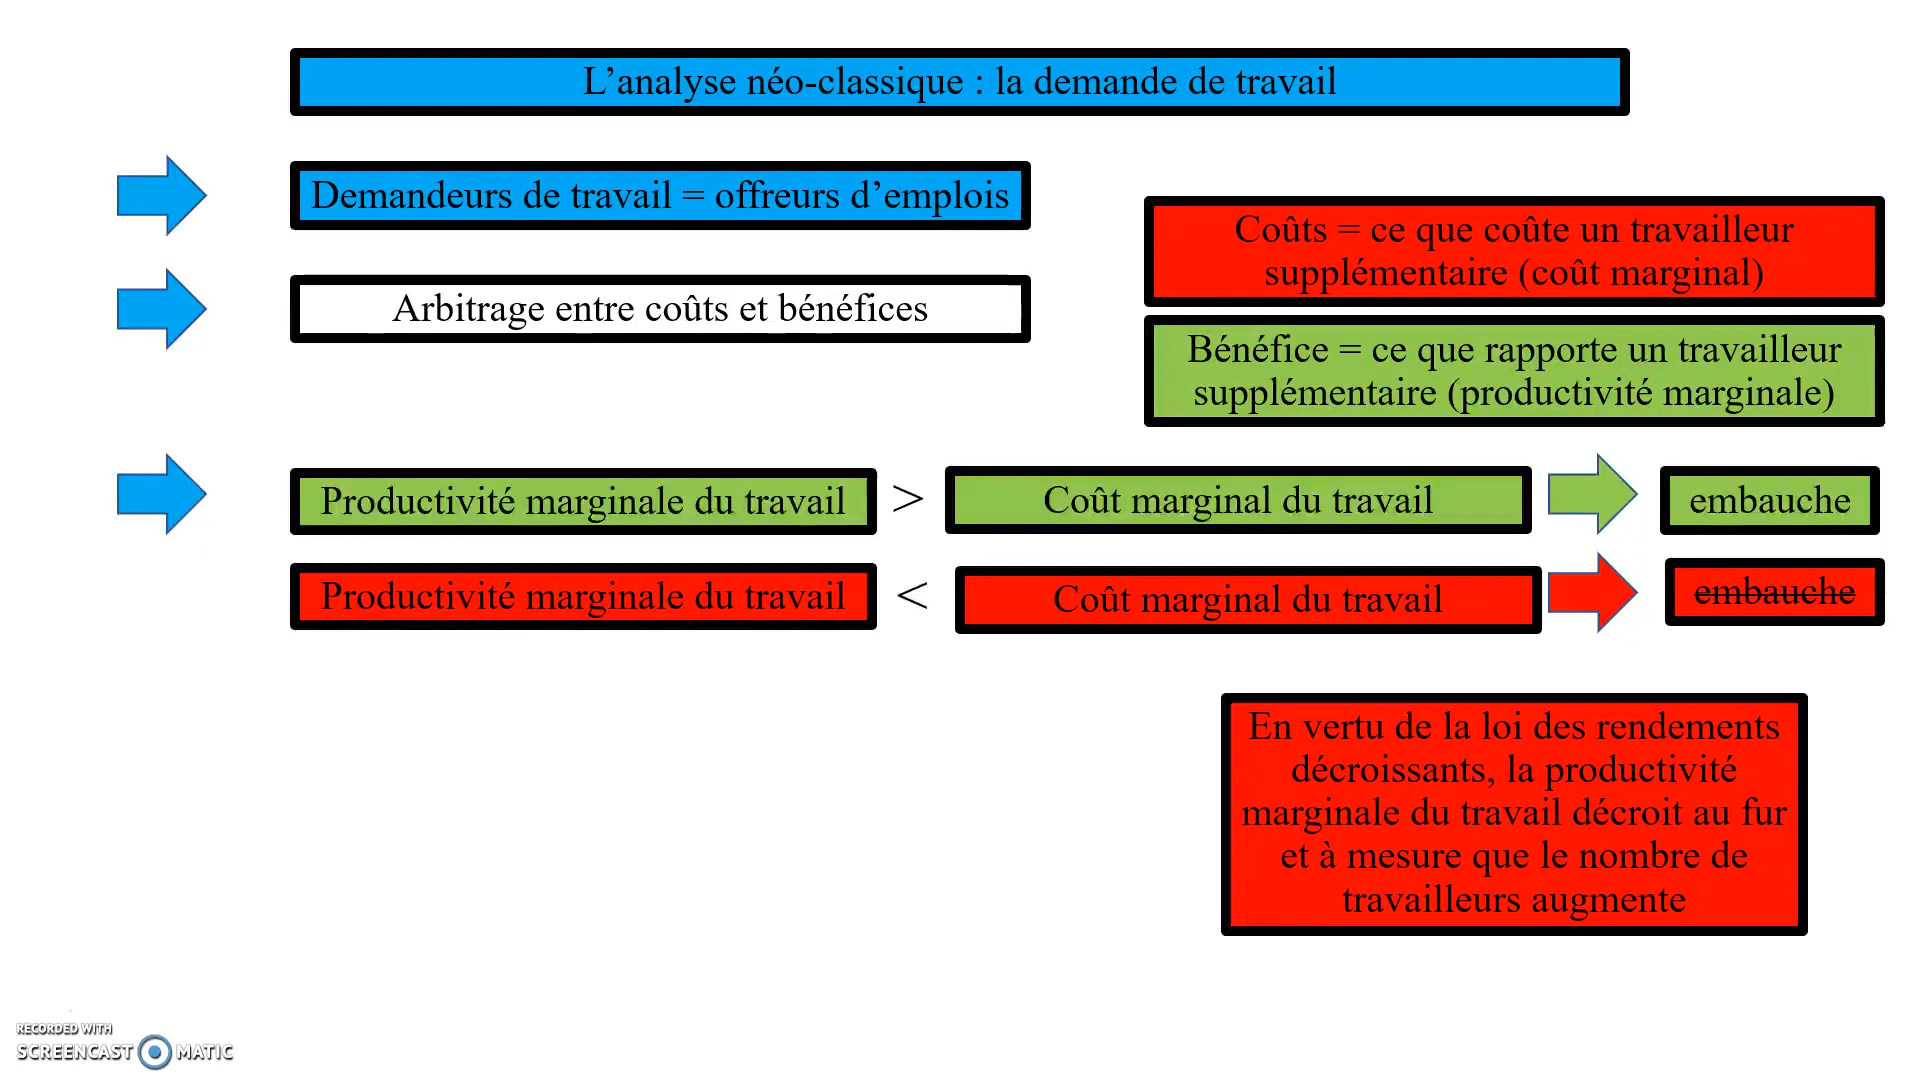 L’analyse néo-classique : la demande de travail
Demandeurs de travail = offreurs d’emplois
Coûts = ce que coûte un travailleur
supplémentaire (coût marginal)
Arbitrage entre coûts et bénéfices
Bénéfice = ce que rapporte un travailleur
supplémentaire (productivité marginale)
Productivité marginale du travail > Coût marginal du travail embauche
Productivité marginale du travail < Coût marginal du travail embauche
En vertu de la loi des rendements
décroissants, la productivité
marginale du travail décroit au fur
et à mesure que le nombre de
travailleurs augmente
RECORDED WITH
SCREENCAST MATIC